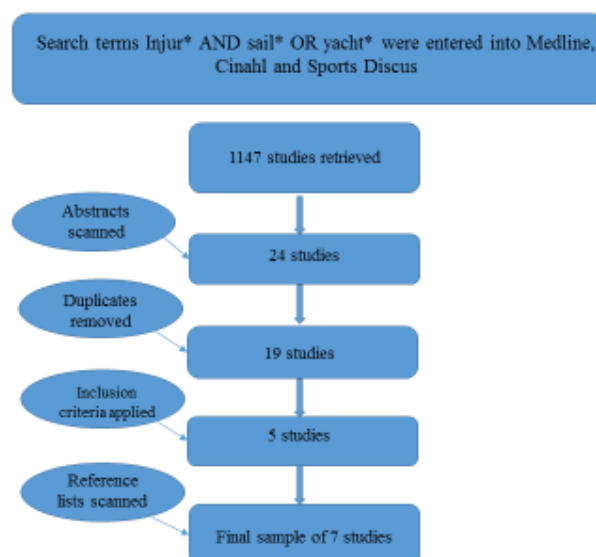 Search terms Injur* AND sail* OR yacht* were entered into Medline,
Cinahl and Sports Discus
1147 studies retrieved
Abstracts
scanned
24 studies
Duplicates
removed
19 studies
Inclusion
criteria applied
5 studies
Reference
lists scanned
Final sample of 7 studies